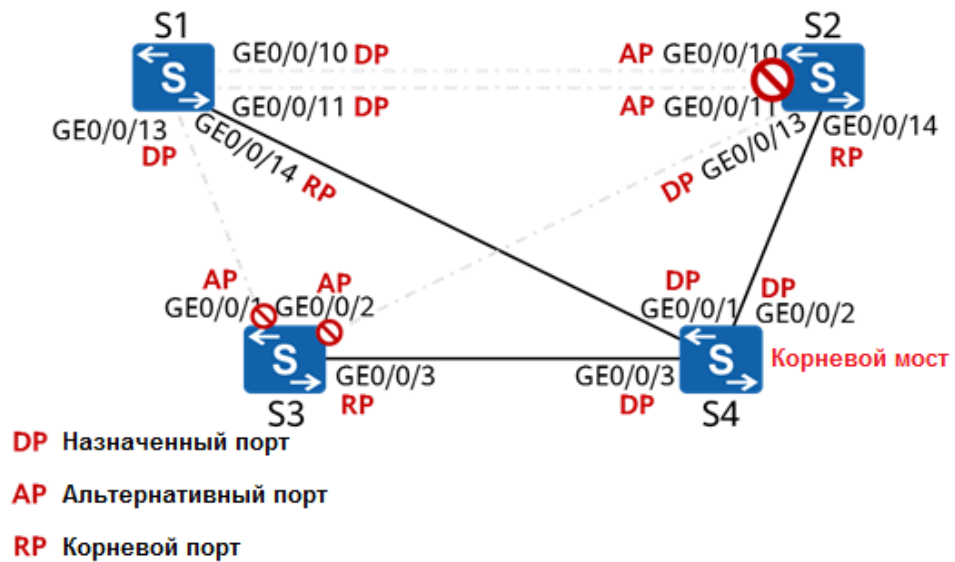 S1
S2
GE0/0/10 DP
AP GE0/0/10
GE0/0/11 DP
AP GE0/0/11
GE0/0/13
DP
GE0/0/14 RP
DP GE0/0/13
GE0/0/14
RP
AP
GE0/0/1
AP
GE0/0/2
DP
GE0/0/1
DP
GE0/0/2
S
S
S
S
GE0/0/3
RP
GE0/0/3
DP
Корневой мост
S3
S4
DP Назначенный порт
AP Альтернативный порт
RP Корневой порт